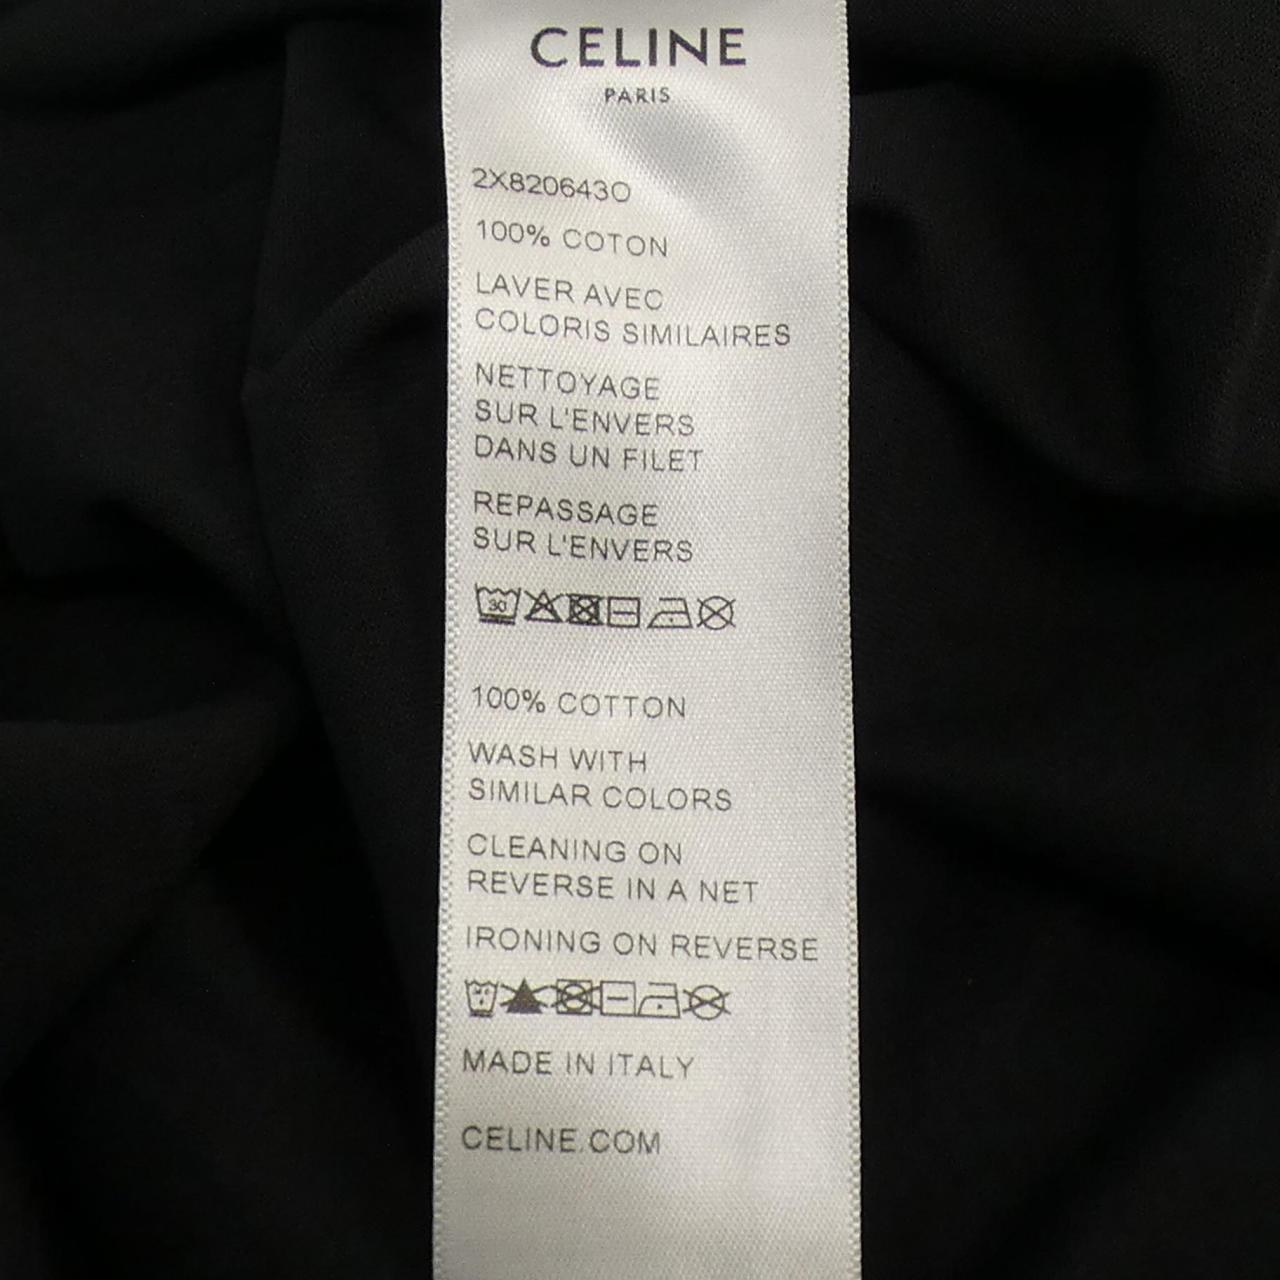 CELINE
PARIS
2X820643O
100% COTON
LAVER AVEC
COLORIS SIMILAIRES
NETTOYAGE
SUR L'ENVERS
DANS UN FILET
REPASSAGE
SUR L'ENVERS
30
100% COTTON
WASH WITH
SIMILAR COLORS
CLEANING ON
REVERSE IN A NET
IRONING ON REVERSE
MADE IN ITALY
CELINE.COM